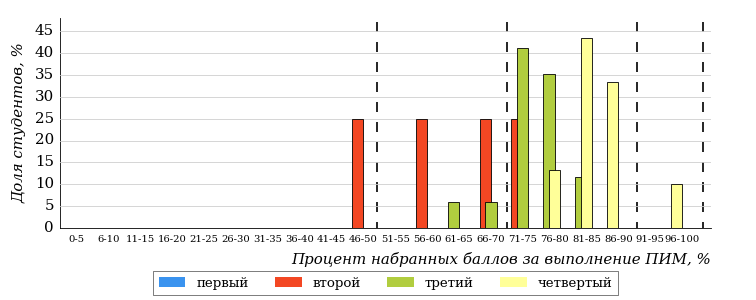 Доля студентов, %
45
40
35
30
25
20
15
10
5
0
0-5 6-10 11-15 16-20 21-25 26-30 31-35 36-40 41-45 46-50 51-55 56-60 61-65 66-70 71-75 76-80 81-85 86-90 91-95 96-100
Процент набранных баллов за выполнение ПИМ, %
первый второй третий четвертый